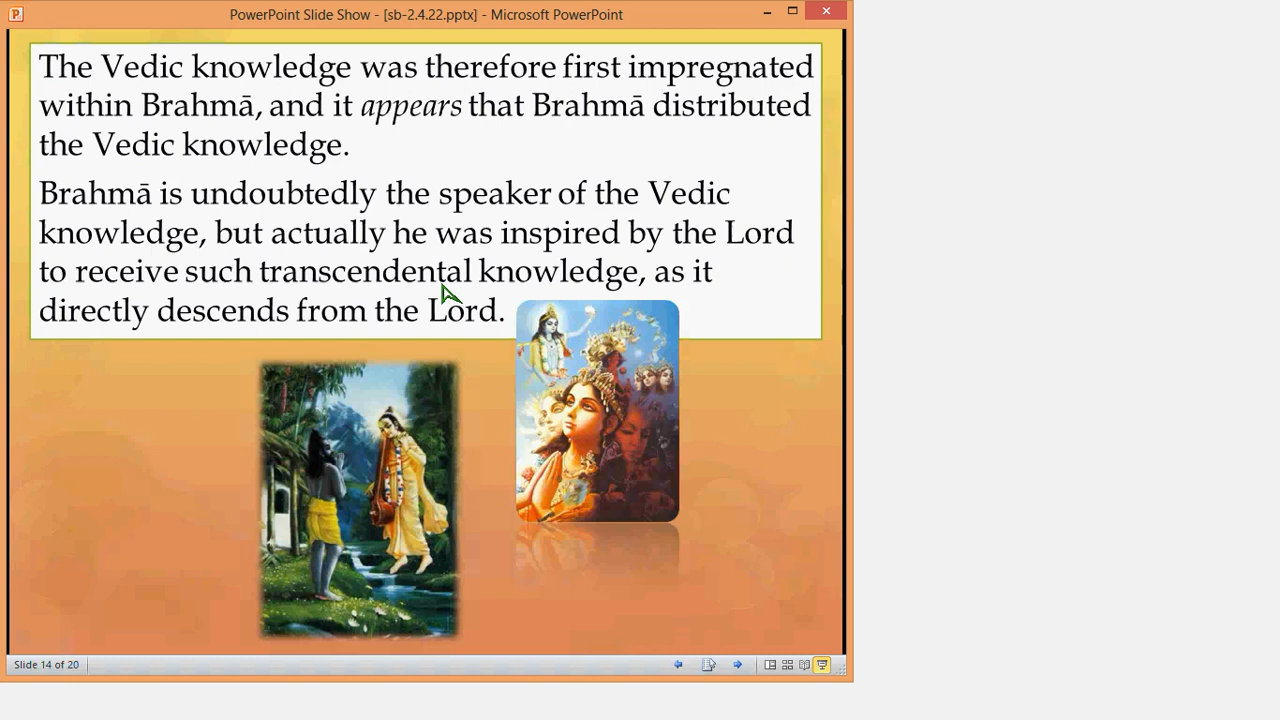 PowerPoint Slide Show - [sb-2.4.22.pptx] - Microsoft PowerPoint
The Vedic knowledge was therefore first impregnated
within Brahmā, and it appears that Brahmā distributed
the Vedic knowledge.
Brahmā is undoubtedly the speaker of the Vedic
knowledge, but actually he was inspired by the Lord
to receive such transcendental knowledge, as it
directly descends from the Lord.
Slide 14 of 20